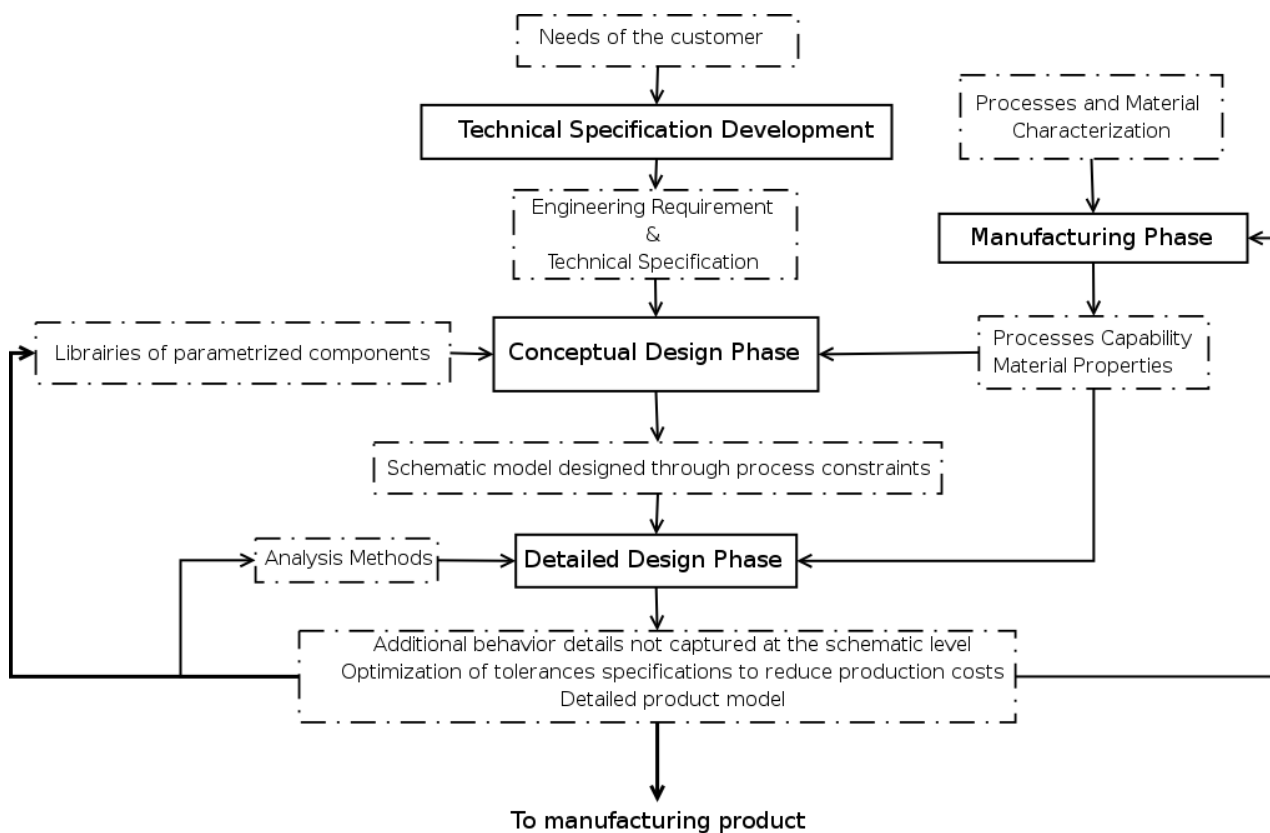 Needs of the customer
Technical Specification Development
Processes and Material
Characterization
Engineering Requirement
&
Technical Specification
Manufacturing Phase
Librairies of parametrized components
Conceptual Design Phase
Processes Capability
Material Properties
Schematic model designed through process constraints
Analysis Methods
Detailed Design Phase
Additional behavior details not captured at the schematic level
Optimization of tolerances specifications to reduce production costs
Detailed product model
To manufacturing product